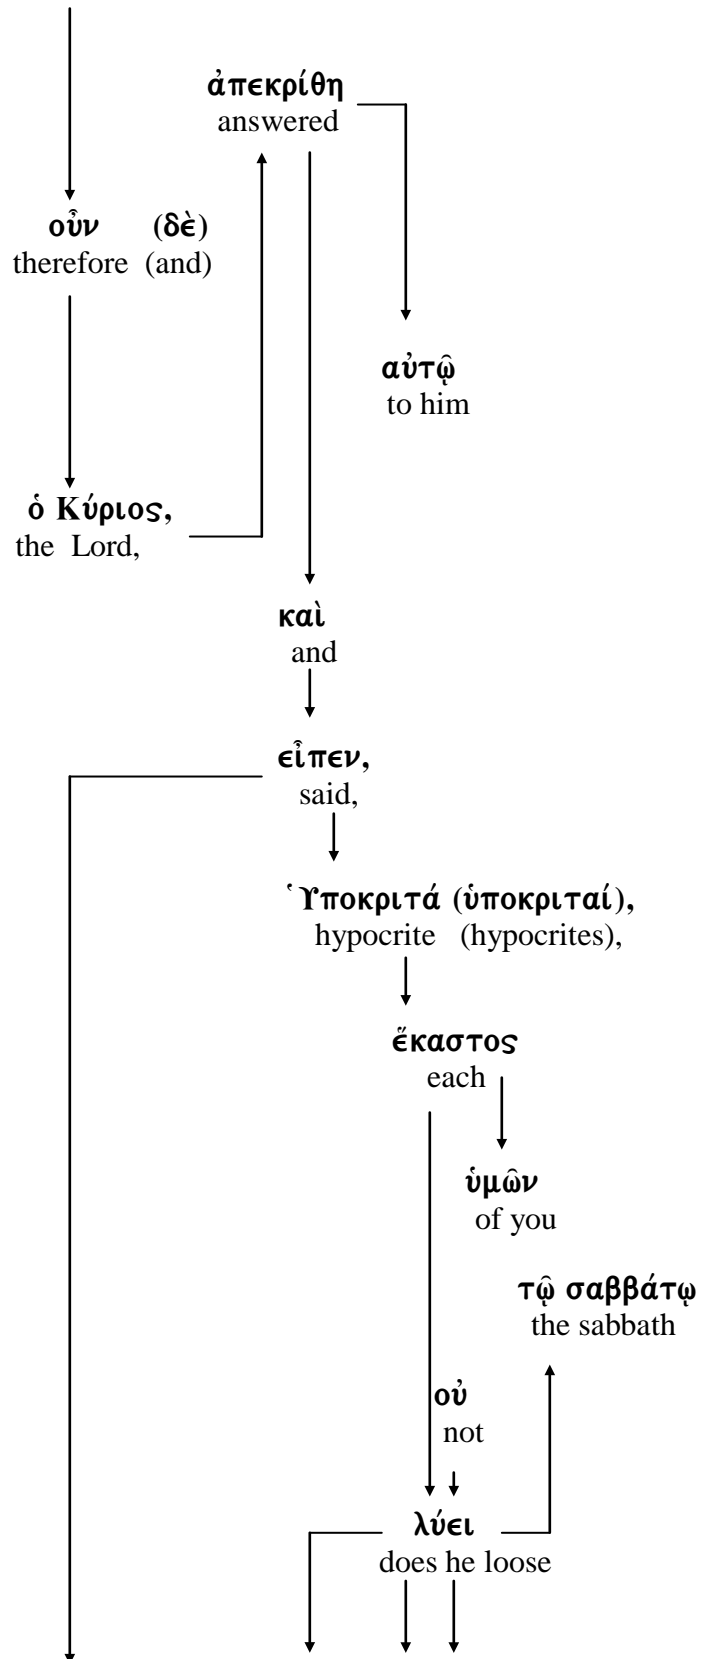 ἀπεκρίθη
answered
οὖν (δὲ)
therefore (and)
αὐτῷ
to him
ὁ Κύριος,
the Lord,
καὶ
and
εἶπεν,
said,
Ὑποκριτά (ὑποκριταί),
hypocrite (hypocrites),
ἕκαστος
each
ὑμῶν
of you
τῷ σαββάτῳ
the sabbath
οὐ
not
λύει
does he loose